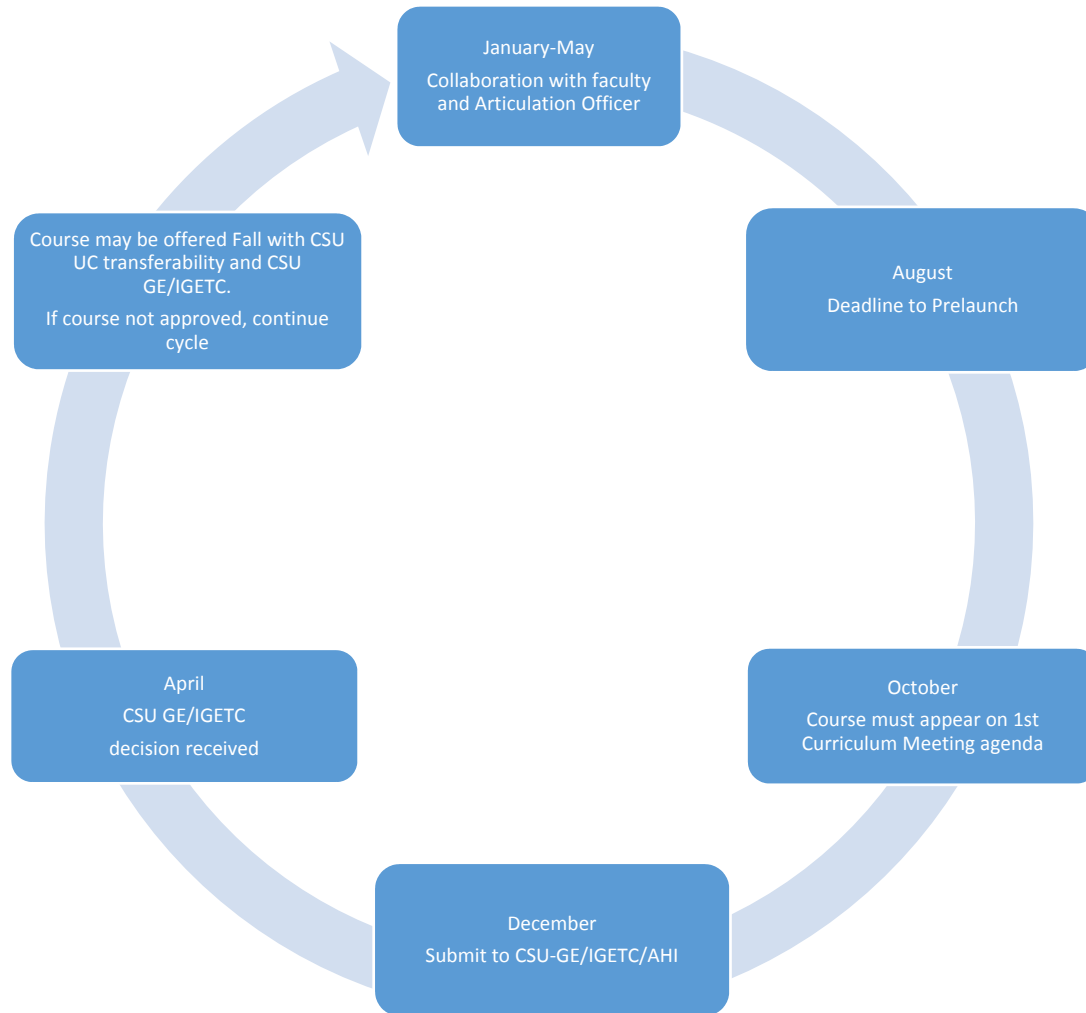 January-May
Collaboration with faculty
and Articulation Officer
August
Deadline to Prelaunch
October
Course must appear on 1st
Curriculum Meeting agenda
December
Submit to CSU-GE/IGETC/AHI
April
CSU GE/IGETC
decision received
Course may be offered Fall with CSU
UC transferability and CSU
GE/IGETC.
If course not approved, continue
cycle